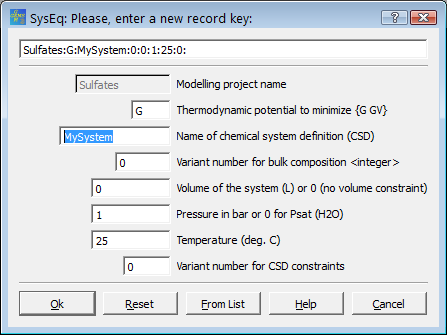 SysEq: Please, enter a new record key:
Sulfates:G:MySystem:0:0:1:25:0:
Sulfates Modelling project name
G Thermodynamic potential to minimize {G GV}
MySystem Name of chemical system definition (CSD)
0 Variant number for bulk composition <integer>
0 Volume of the system (L) or 0 (no volume constraint)
1 Pressure in bar or 0 for Psat (H2O)
25 Temperature (deg. C)
0 Variant number for CSD constraints
Ok Reset From List Help Cancel